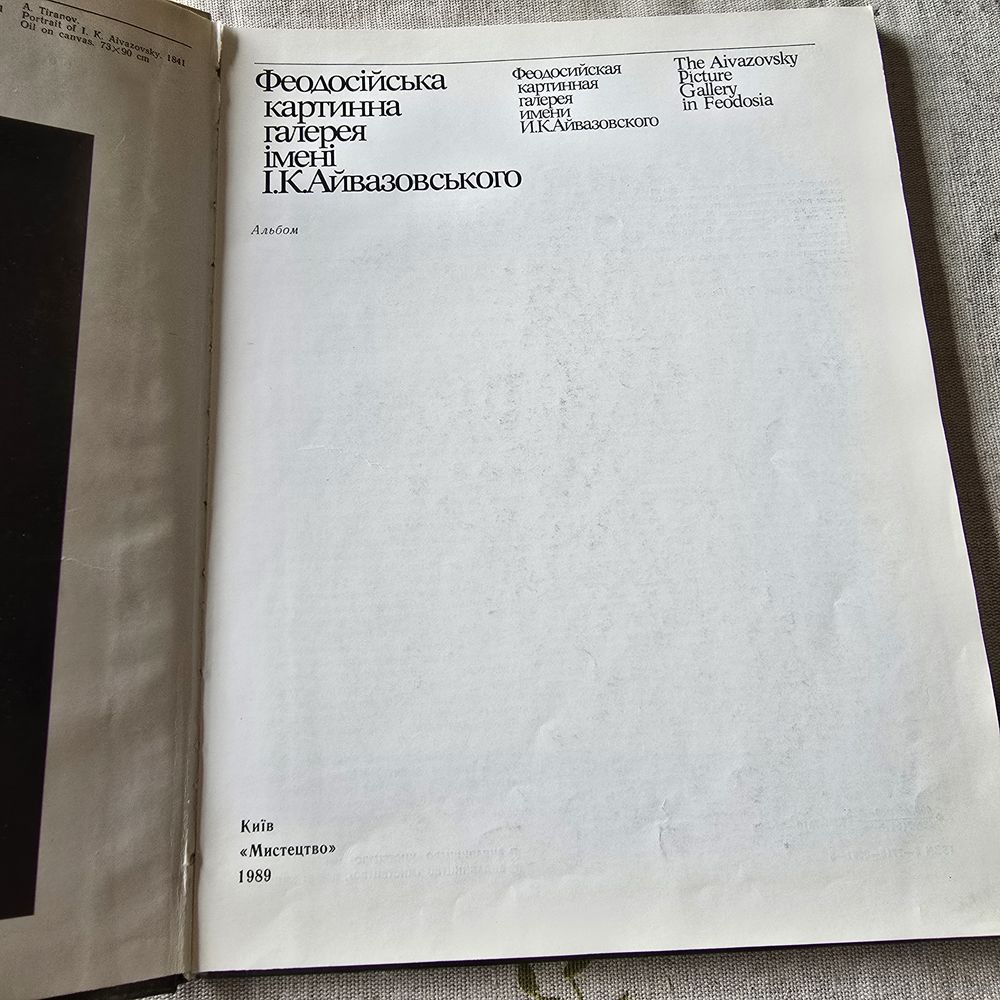 A. Tiranov.
Portrait of I. K. Aivazovsky. 1841
Oil on canvas. 73×90 cm
Феодосійська
картинна
галерея
імені
І.К.Айвазовського
Феодосийская
картинная
галерея
имени
И.К.Айвазовского
The Aivazovsky
Picture
Gallery
in Feodosia
Альбом
Київ
«Мистецтво»
1989